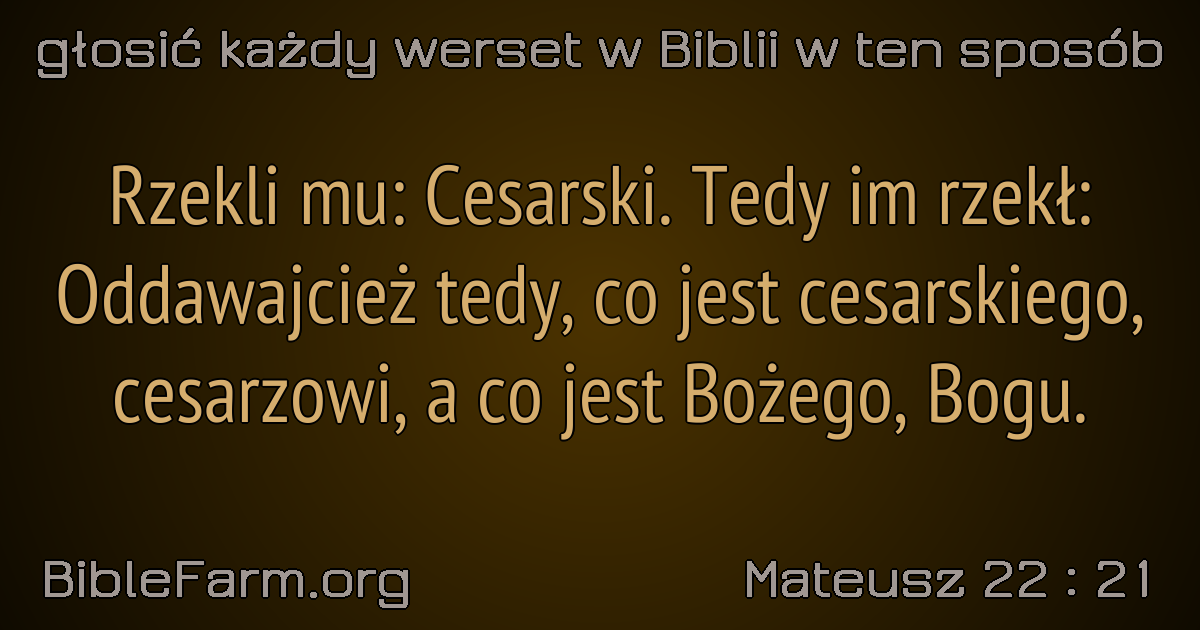 głosić każdy werset w Biblii w ten sposób
Rzekli mu: Cesarski. Tedy im rzekł:
Oddawajcież tedy, co jest cesarskiego,
cesarzowi, a co jest Bożego, Bogu.
BibleFarm.org
Mateusz 22 : 21